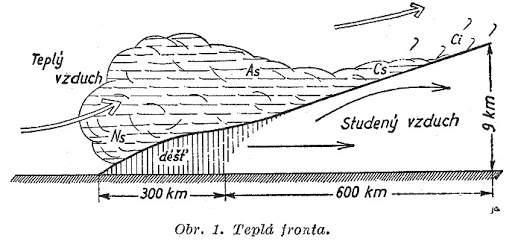 Teplý
vzduch
As
Cs
Ci
Ns
déšť
Studený vzduch
9 km
300 km
600 km
Obr. 1. Teplá fronta.